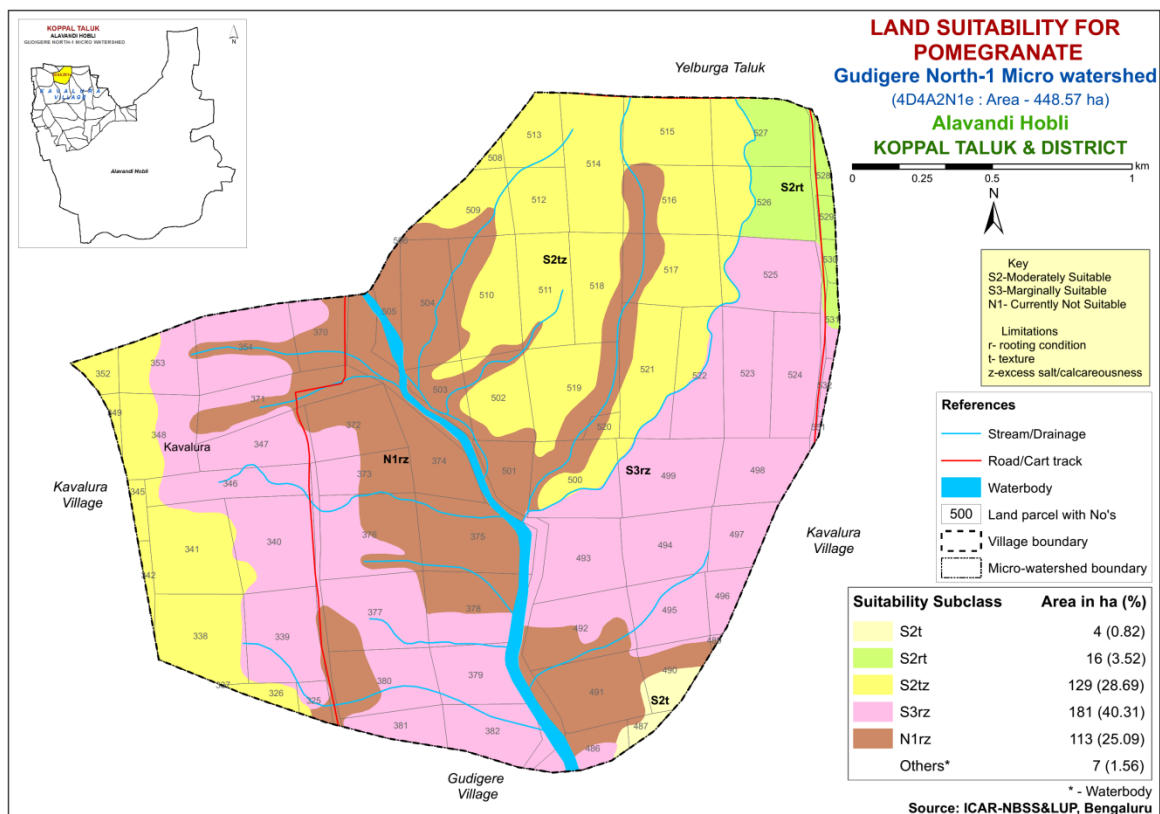 KOPPAL TALUK
ALAVANDI HOBLI
GUDIGERE NORTH-1 MICRO WATERSHED
N
KAVALURA
VILLAGE
Alavandi Hobli
LAND SUITABILITY FOR
POMEGRANATE
Gudigere North-1 Micro watershed
(4D4A2N1e : Area - 448.57 ha)
Alavandi Hobli
KOPPAL TALUK & DISTRICT
km
0 0.25 0.5 1
N
Key
S2-Moderately Suitable
S3-Marginally Suitable
N1- Currently Not Suitable
Limitations
r- rooting condition
t- texture
z-excess salt/calcareousness
References
Stream/Drainage
Road/Cart track
Waterbody
500 Land parcel with No's
Village boundary
Micro-watershed boundary
Suitability Subclass Area in ha (%)
S2t 4 (0.82)
S2rt 16 (3.52)
S2tz 129 (28.69)
S3rz 181 (40.31)
N1rz 113 (25.09)
Others* 7 (1.56)
* - Waterbody
Source: ICAR-NBSS&LUP, Bengaluru
Yelburga Taluk
513 515 527
508 514
528
S2rt
509 512 516 526
529
S2tz
517 530
525
510 511 518
505 504
531
370
353 354
352
503 519 521 522 523 524 532
371 502
349
372 520
348
Kavalura
347 N1rz 374 501 S3rz
373 500 499 498
346
345
Kavalura
Village
341 340 376 375 493 494 497
Kavalura
Village
342
378 495 496
377 492
338 339
490
379 491
380
326 325
S2t
487
381 382
486
Gudigere
Village